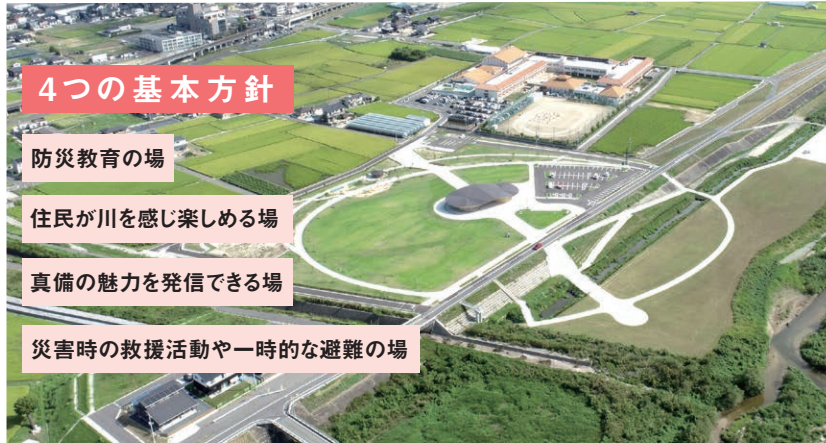 4つの基本方針
防災教育の場
住民が川を感じ楽しめる場
真備の魅力を発信できる場
災害時の救援活動や一時的な避難の場